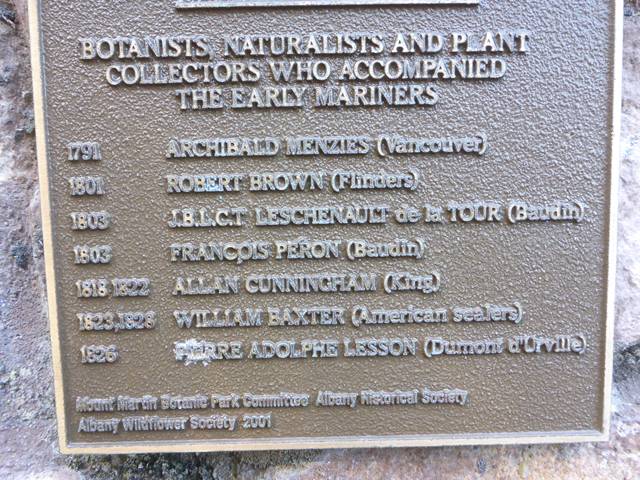 BOTANISTS, NATURALISTS AND PLANT
COLLECTORS WHO ACCOMPANIED
THE EARLY MARINERS
1791 ARCHIBALD MENZIES (Vancouver)
1801 ROBERT BROWN (Flinders)
1803 J.B.L.C.T LESCHENAULT de la TOUR (Baudin)
1803 FRANÇOIS PERON (Baudin)
1818 1822 ALLAN CUNNINGHAM (King)
1823,1828 WILLIAM BAXTER (American sealers)
1826 PIERRE ADOLPHE LESSON (Dumont d'Urville)
Mount Martin Botanic Park Committee Albany Historical Society
Albany Wildflower Society 2001